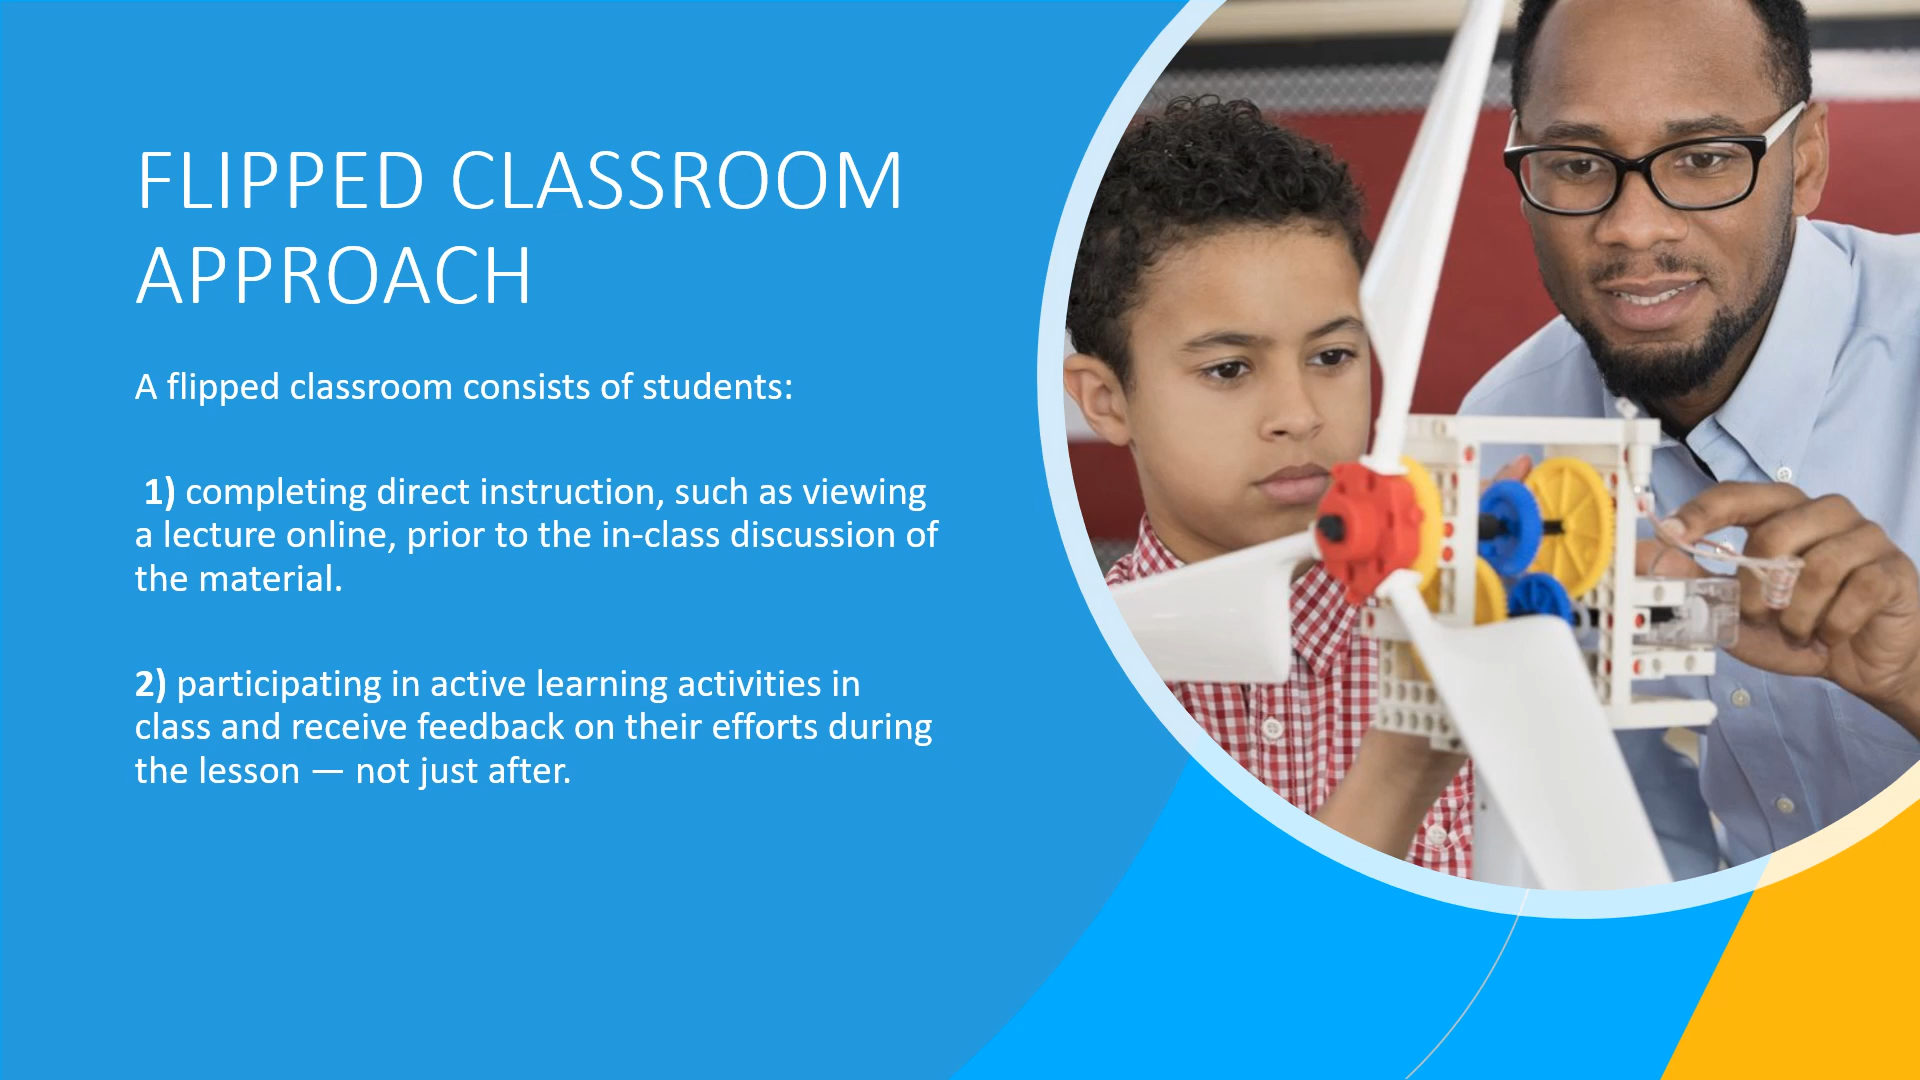 FLIPPED CLASSROOM
APPROACH
A flipped classroom consists of students:
1) completing direct instruction, such as viewing
a lecture online, prior to the in-class discussion of
the material.
2) participating in active learning activities in
class and receive feedback on their efforts during
the lesson — not just after.